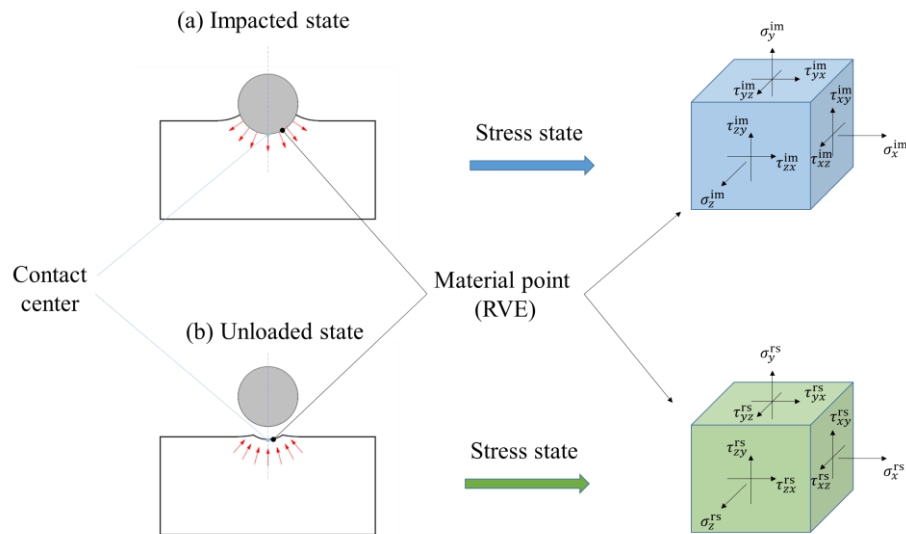 (a) Impacted state
σ_y^im
τ_yx^im
τ_yz^im
τ_xy^im
τ_zy^im
Stress state
σ_x^im
τ_zx^im
τ_xz^im
σ_z^im
Contact
center
Material point
(RVE)
(b) Unloaded state
σ_y^rs
τ_yx^rs
τ_yz^rs
τ_xy^rs
τ_zy^rs
Stress state
σ_x^rs
τ_zx^rs
τ_xz^rs
σ_z^rs